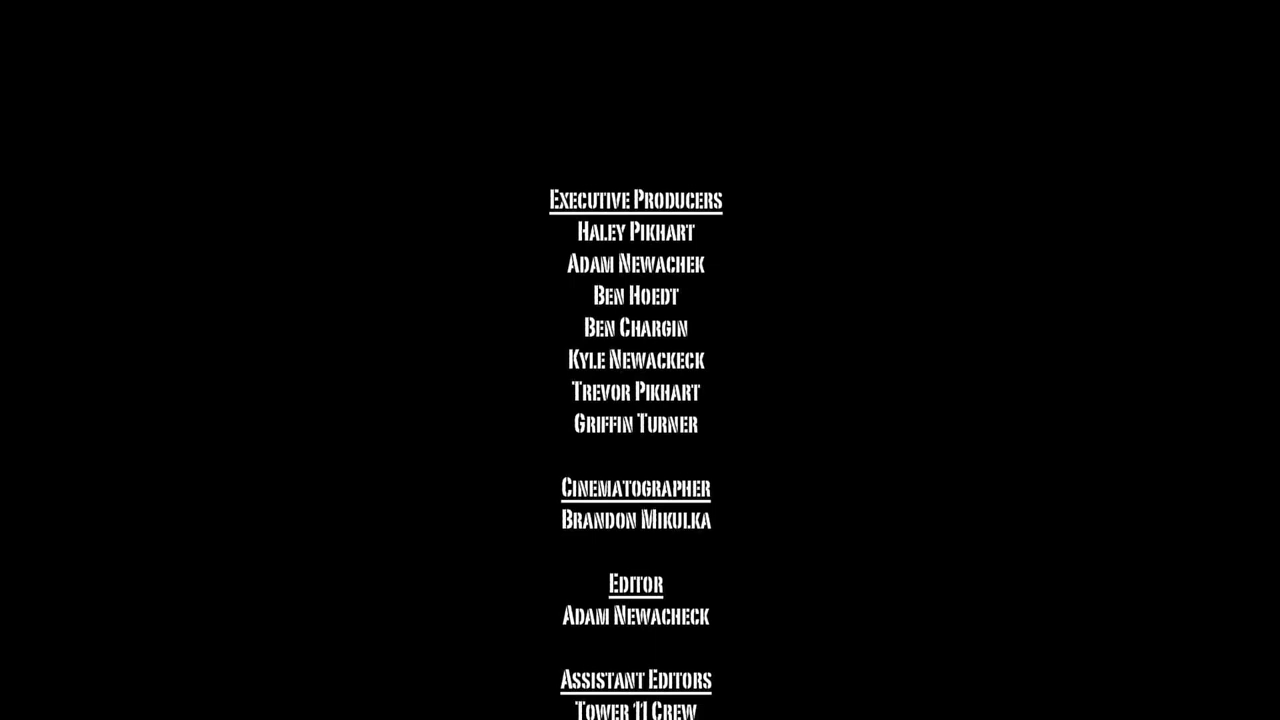 Executive Producers
Haley Pikhart
Adam Newachek
Ben Hoedt
Ben Chargin
Kyle Newackeck
Trevor Pikhart
Griffin Turner
Cinematographer
Brandon Mikulka
Editor
Adam Newacheck
Assistant Editors
Tower 11 Crew